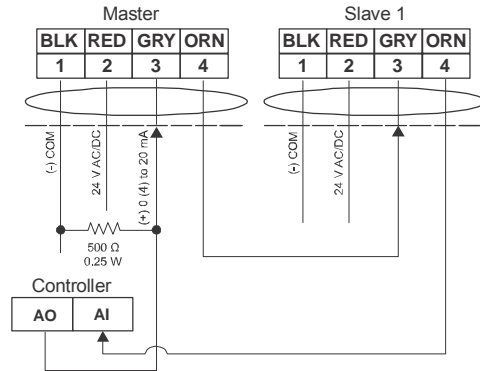 Master
BLK RED GRY ORN
1 2 3 4
(-) COM
24 V AC/DC
(+) 0 (4) to 20 mA
500 Ω
0.25 W
Slave 1
BLK RED GRY ORN
1 2 3 4
(-) COM
24 V AC/DC
Controller
AO AI